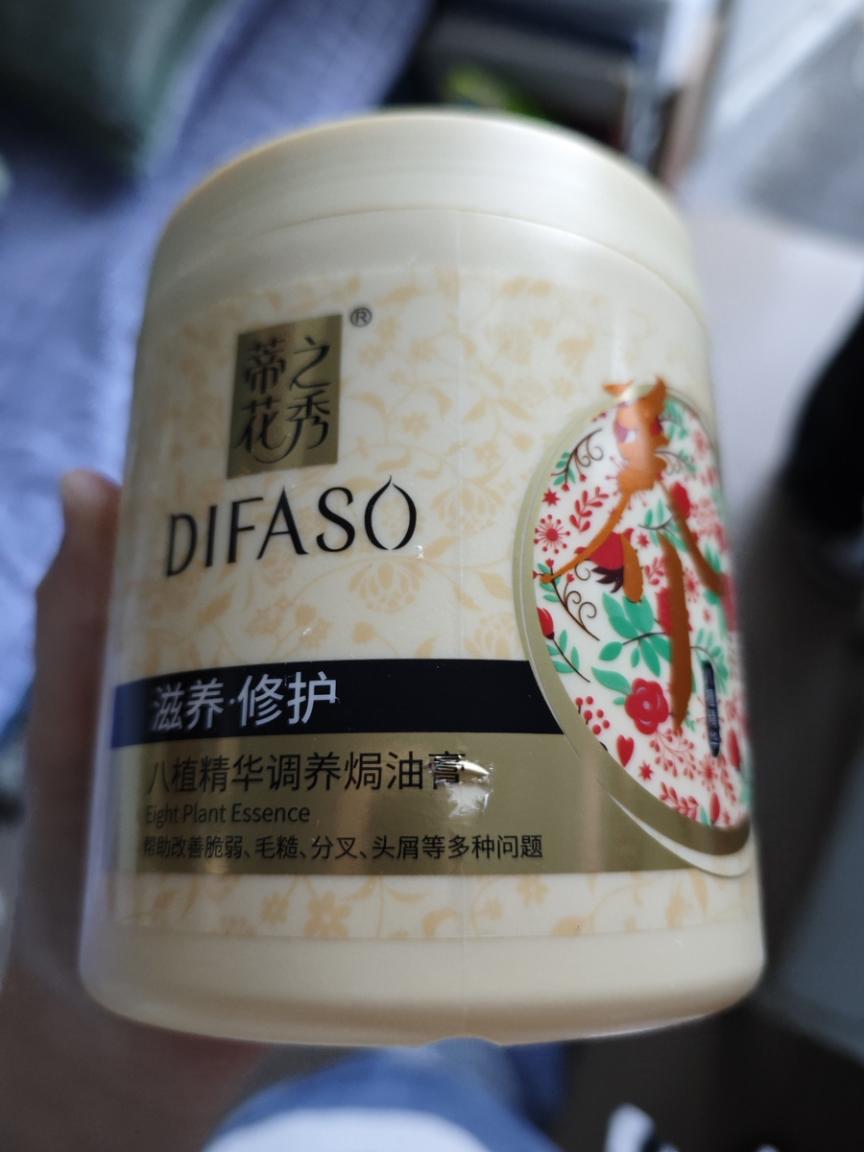 蒂之
花秀
®
DIFASO
养
滋养·修护
八植精华调养焗油膏
Eight Plant Essence
帮助改善脆弱、毛糙、分叉、头屑等多种问题